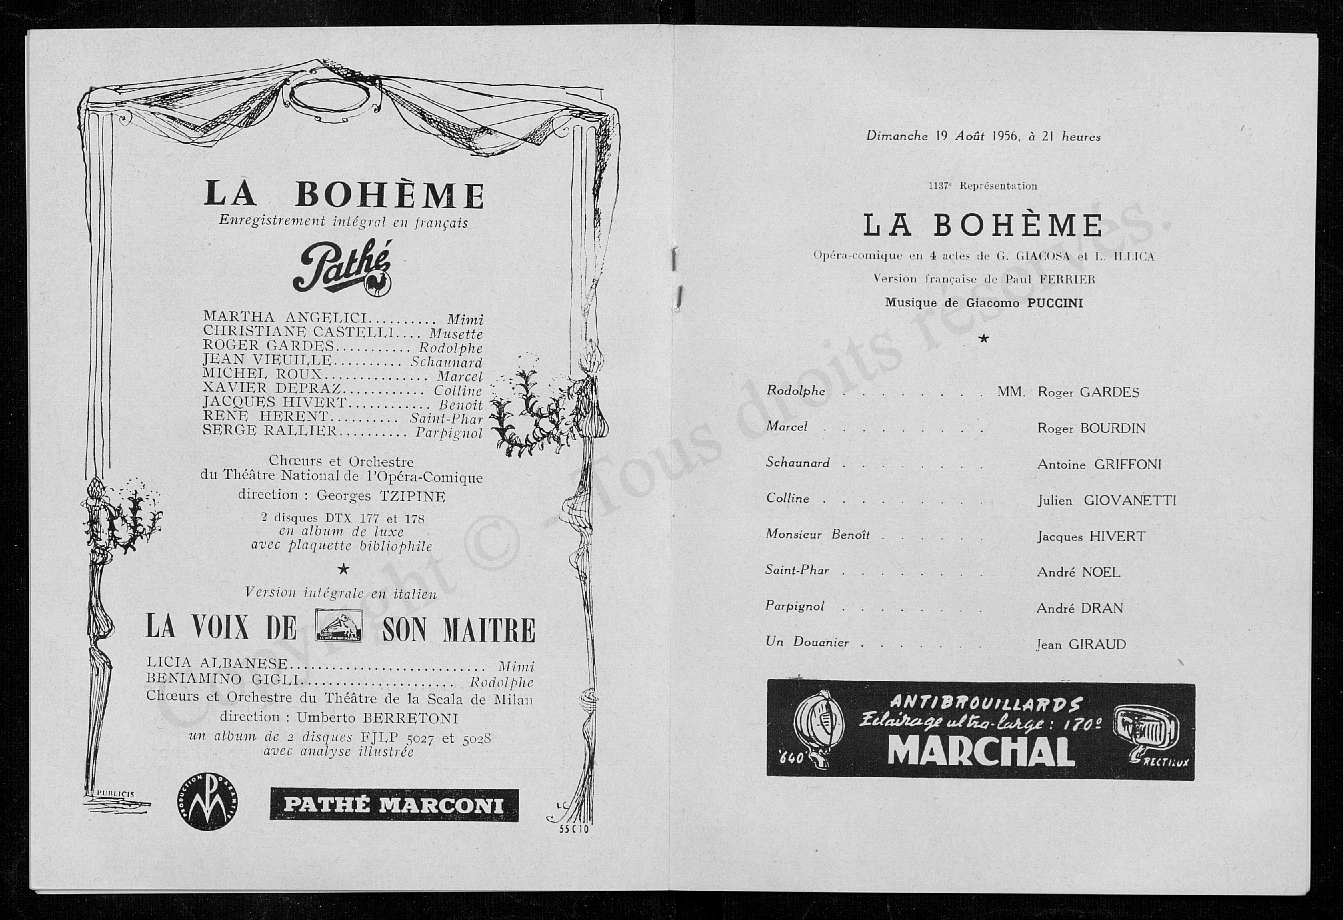 LA BOHÈME
Enregistrement intégral en français
Pathé
MARTHA ANGELICI.......... Mimi
CHRISTIANE CASTELLI.... Musette
ROGER GARDES........... Rodolphe
JEAN VIEUILLE.......... Schaunard
MICHEL ROUX............... Marcel
XAVIER DEPRAZ............ Colline
JACQUES HIVERT............ Benoît
RENÉ HERENT.......... Saint-Phar
SERGE RALLIER.......... Parpignol
Chœurs et Orchestre
du Théâtre National de l'Opéra-Comique
direction : Georges TZIPINE
2 disques DTX 177 et 178
en album de luxe
avec plaquette bibliophile
★
Version intégrale en italien
LA VOIX DE SON MAITRE
LICIA ALBANESE............................ Mimi
BENIAMINO GIGLI...................... Rodolphe
Chœurs et Orchestre du Théâtre de la Scala de Milan
direction : Umberto BERRETONI
un album de 2 disques FJLP 5027 et 5028
avec analyse illustrée
PUBLICIS
PRODUCTION GARANTIE
PM
PATHÉ MARCONI
LC
55C10
Dimanche 19 Août 1956, à 21 heures
1137e Représentation
LA BOHÈME
Opéra-comique en 4 actes de G. GIACOSA et L. ILLICA
Version française de Paul FERRIER
Musique de Giacomo PUCCINI
★
Rodolphe . . . . . . . . MM. Roger GARDES
Marcel . . . . . . . . . Roger BOURDIN
Schaunard . . . . . . . . Antoine GRIFFONI
Colline . . . . . . . . . Julien GIOVANETTI
Monsieur Benoît . . . . . . Jacques HIVERT
Saint-Phar . . . . . . . . André NOEL
Parpignol . . . . . . . . André DRAN
Un Douanier . . . . . . . Jean GIRAUD
ANTIBROUILLARDS
Eclairage ultra-large : 170°
MARCHAL
"640"
RECTILUX
Copyright © - Tous droits réservés.